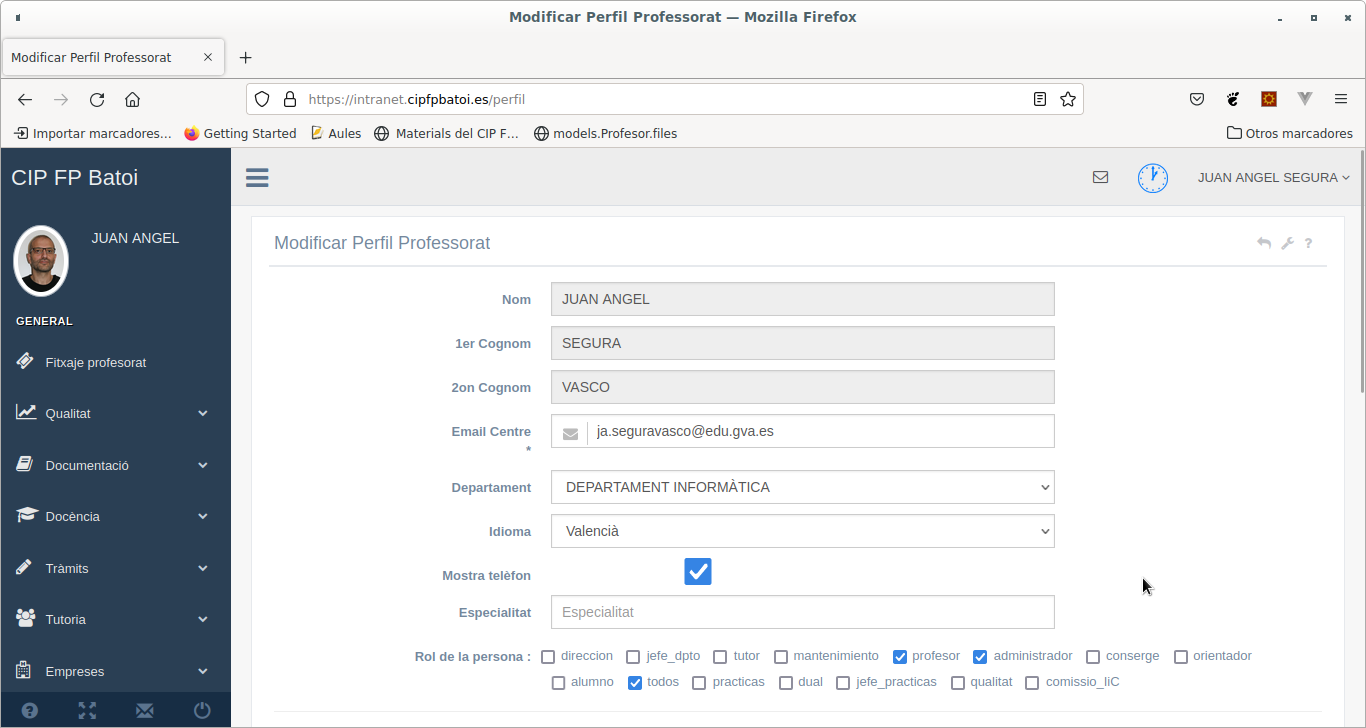 Modificar Perfil Professorat — Mozilla Firefox
Modificar Perfil Professorat
https://intranet.cipfpbatoi.es/perfil
Importar marcadores... Getting Started Aules Materials del CIP F... models.Profesor.files Otros marcadores
CIP FP Batoi
JUAN ANGEL SEGURA
JUAN ANGEL
GENERAL
Fitxaje profesorat
Qualitat
Documentació
Docència
Tràmits
Tutoria
Empreses
Modificar Perfil Professorat
Nom JUAN ANGEL
1er Cognom SEGURA
2on Cognom VASCO
Email Centre ja.seguravasco@edu.gva.es
*
Departament DEPARTAMENT INFORMÀTICA
Idioma Valencià
Mostra telèfon
Especialitat Especialitat
Rol de la persona : direccion jefe_dpto tutor mantenimiento profesor administrador conserge orientador
alumno todos practicas dual jefe_practicas qualitat comissio_IiC